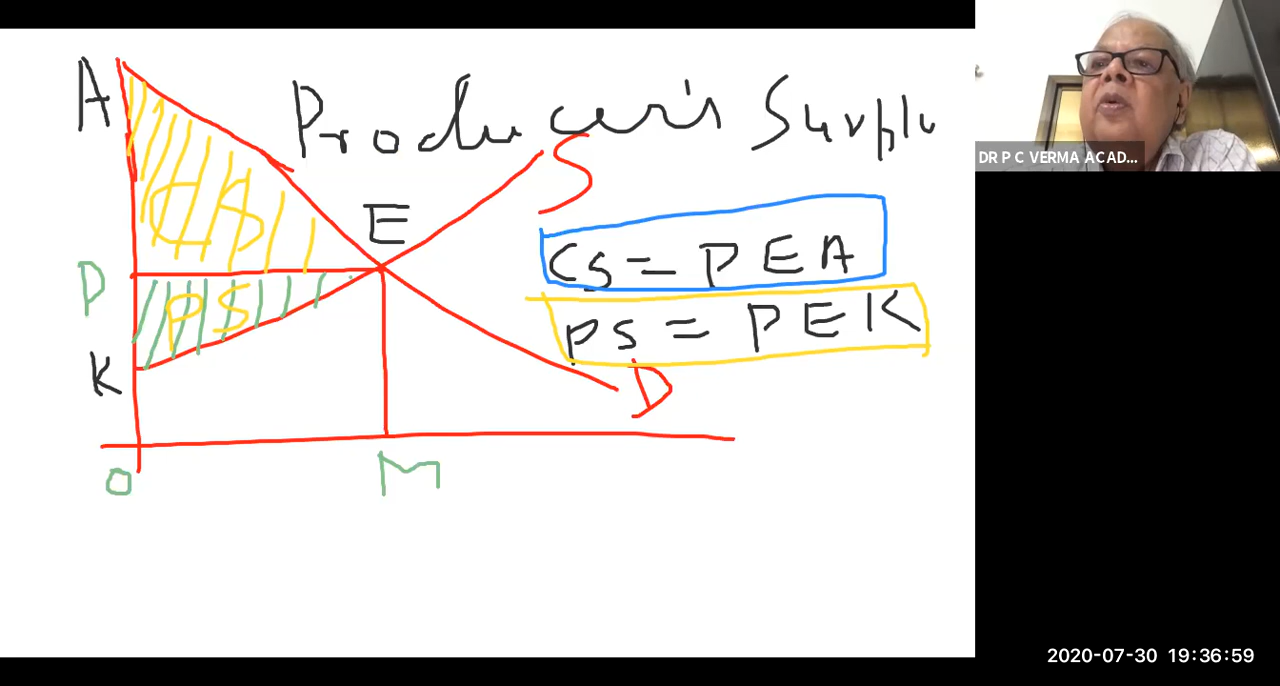 A
Producer's Surplu
S
E
CS = PEA
P
CS
PS
PS = PEK
K
D
O
M
DR P C VERMA ACAD...
2020-07-30 19:36:59